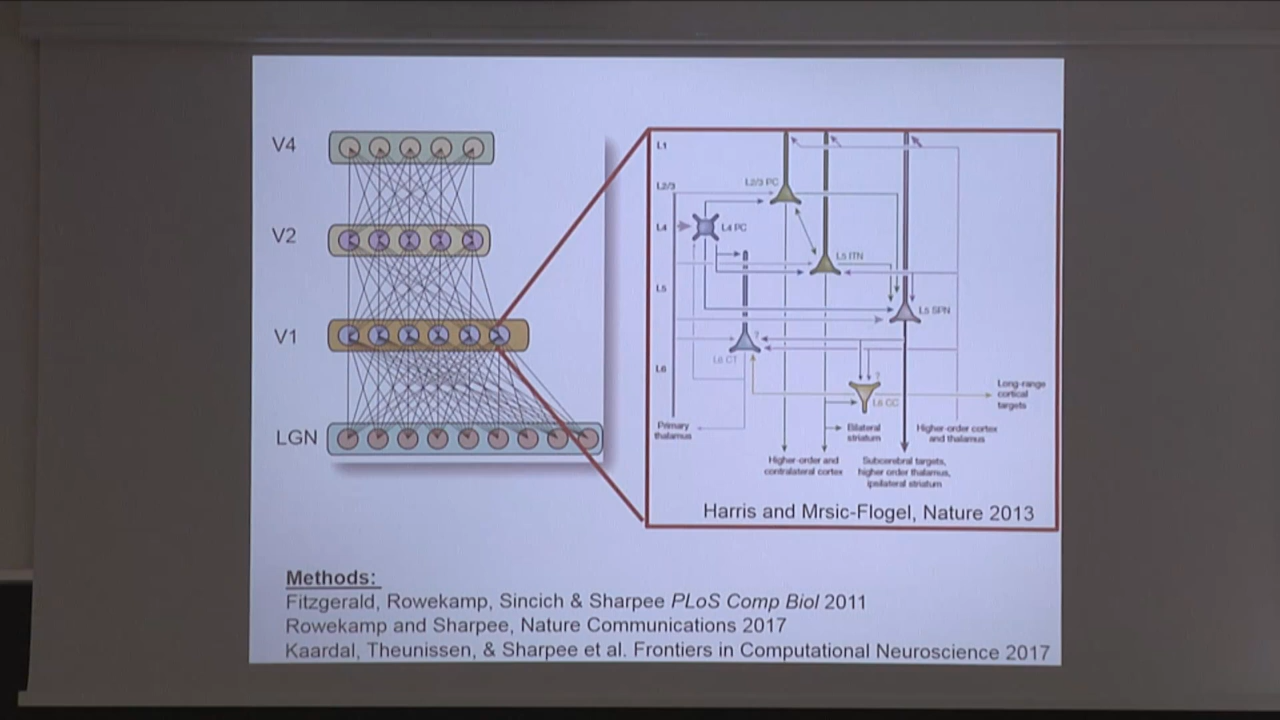 V4
V2
V1
LGN
L1
L2/3
L4
L5
L6
L2/3 PC
L4 PC
L5 ITN
L5 SPN
?
L6 CT
?
L6 CC
Primary
thalamus
Bilateral
striatum
Higher-order cortex
and thalamus
Long-range
cortical
targets
Higher-order and
contralateral cortex
Subcerebral targets,
higher order thalamus,
ipsilateral striatum
Harris and Mrsic-Flogel, Nature 2013
Methods:
Fitzgerald, Rowekamp, Sincich & Sharpee PLoS Comp Biol 2011
Rowekamp and Sharpee, Nature Communications 2017
Kaardal, Theunissen, & Sharpee et al. Frontiers in Computational Neuroscience 2017